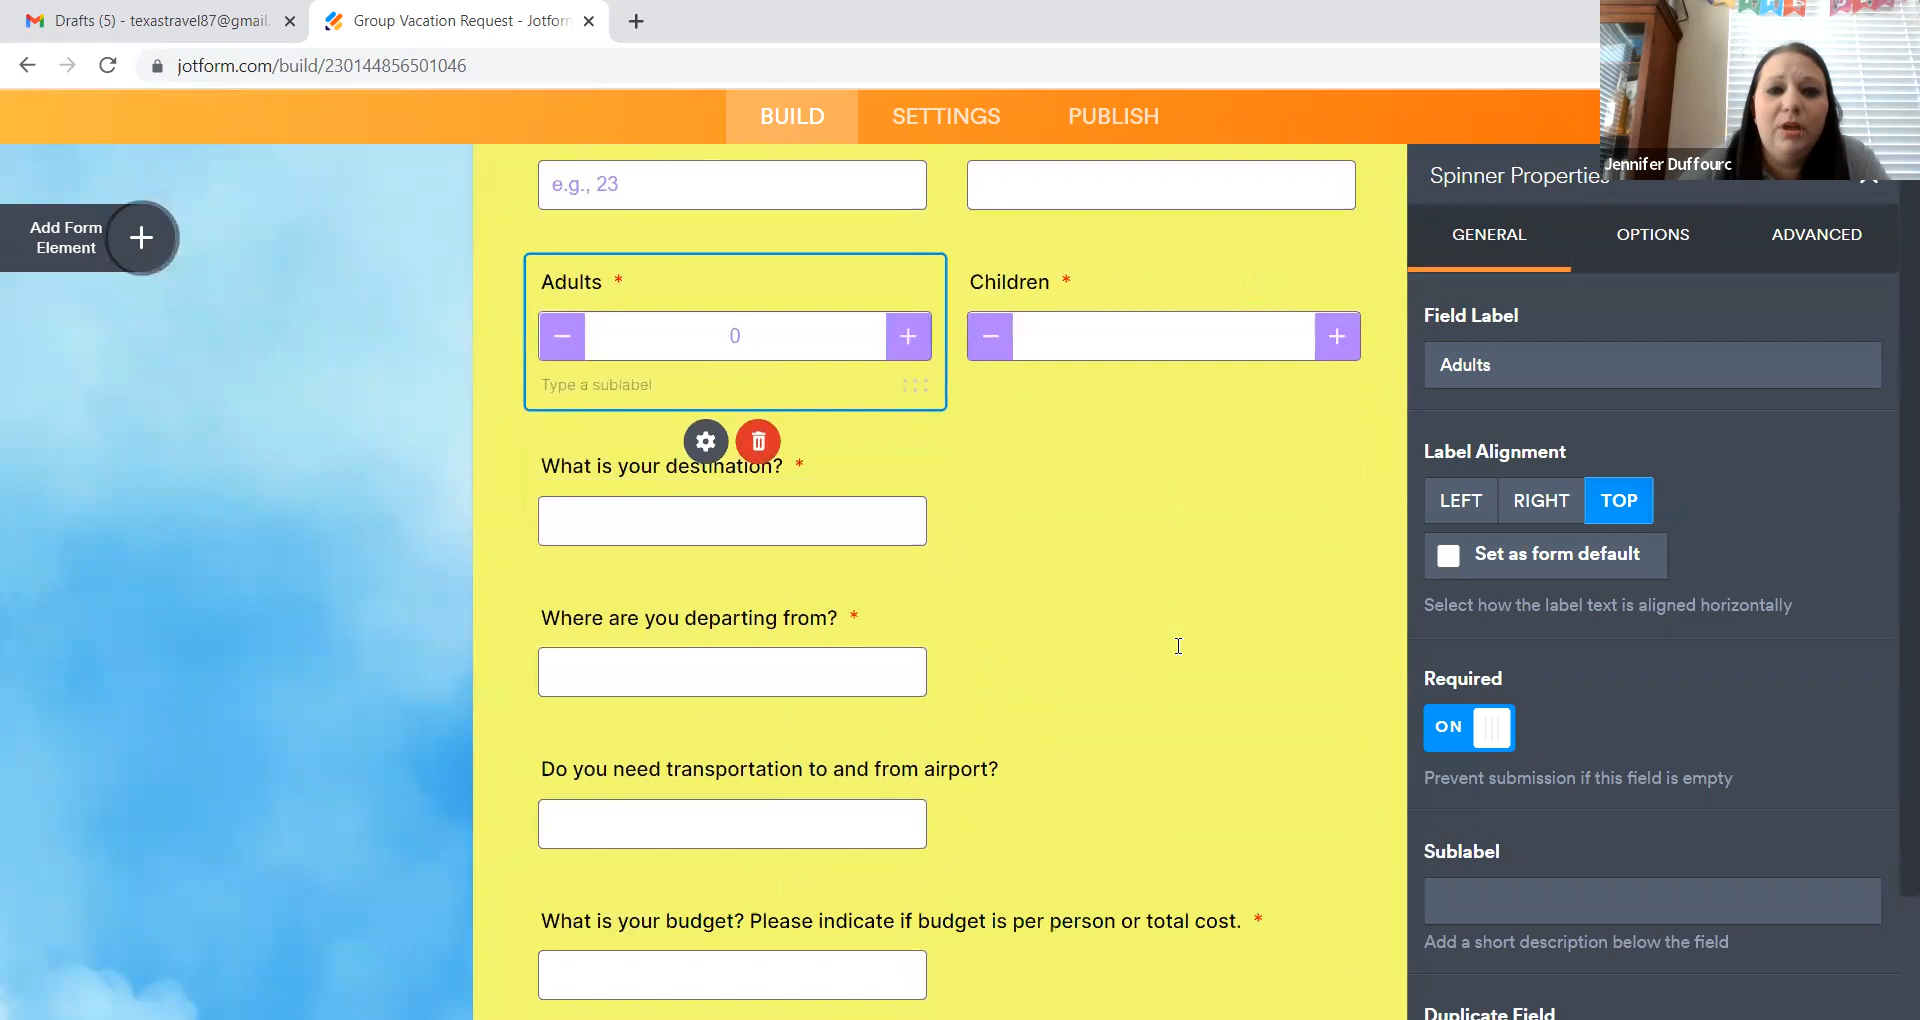 Drafts (5) - texastravel87@gmail.
Group Vacation Request - Jotform
jotform.com/build/230144856501046
BUILD
SETTINGS
PUBLISH
Jennifer Duffourc
Add Form
Element
e.g., 23
Adults *
Children *
0
Type a sublabel
What is your destination? *
Where are you departing from? *
Do you need transportation to and from airport?
What is your budget? Please indicate if budget is per person or total cost. *
Spinner Properties
GENERAL
OPTIONS
ADVANCED
Field Label
Adults
Label Alignment
LEFT
RIGHT
TOP
Set as form default
Select how the label text is aligned horizontally
Required
ON
Prevent submission if this field is empty
Sublabel
Add a short description below the field
Duplicate Field